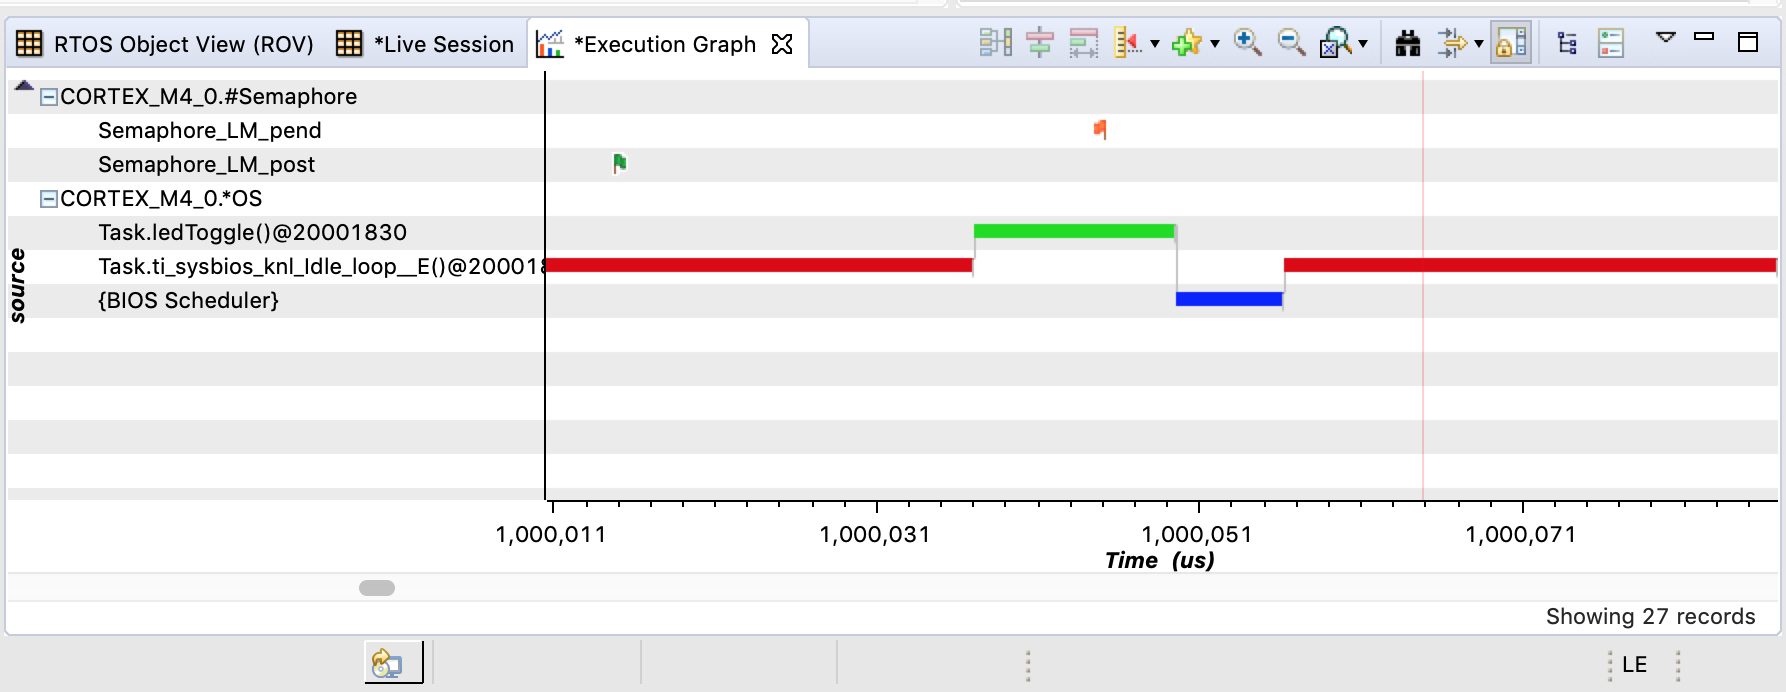 RTOS Object View (ROV) *Live Session *Execution Graph
CORTEX_M4_0.#Semaphore
Semaphore_LM_pend
Semaphore_LM_post
CORTEX_M4_0.*OS
Task.ledToggle()@20001830
Task.ti_sysbios_knl_Idle_loop__E()@200018
{BIOS Scheduler}
source
1,000,011 1,000,031 1,000,051 1,000,071
Time (us)
Showing 27 records
LE